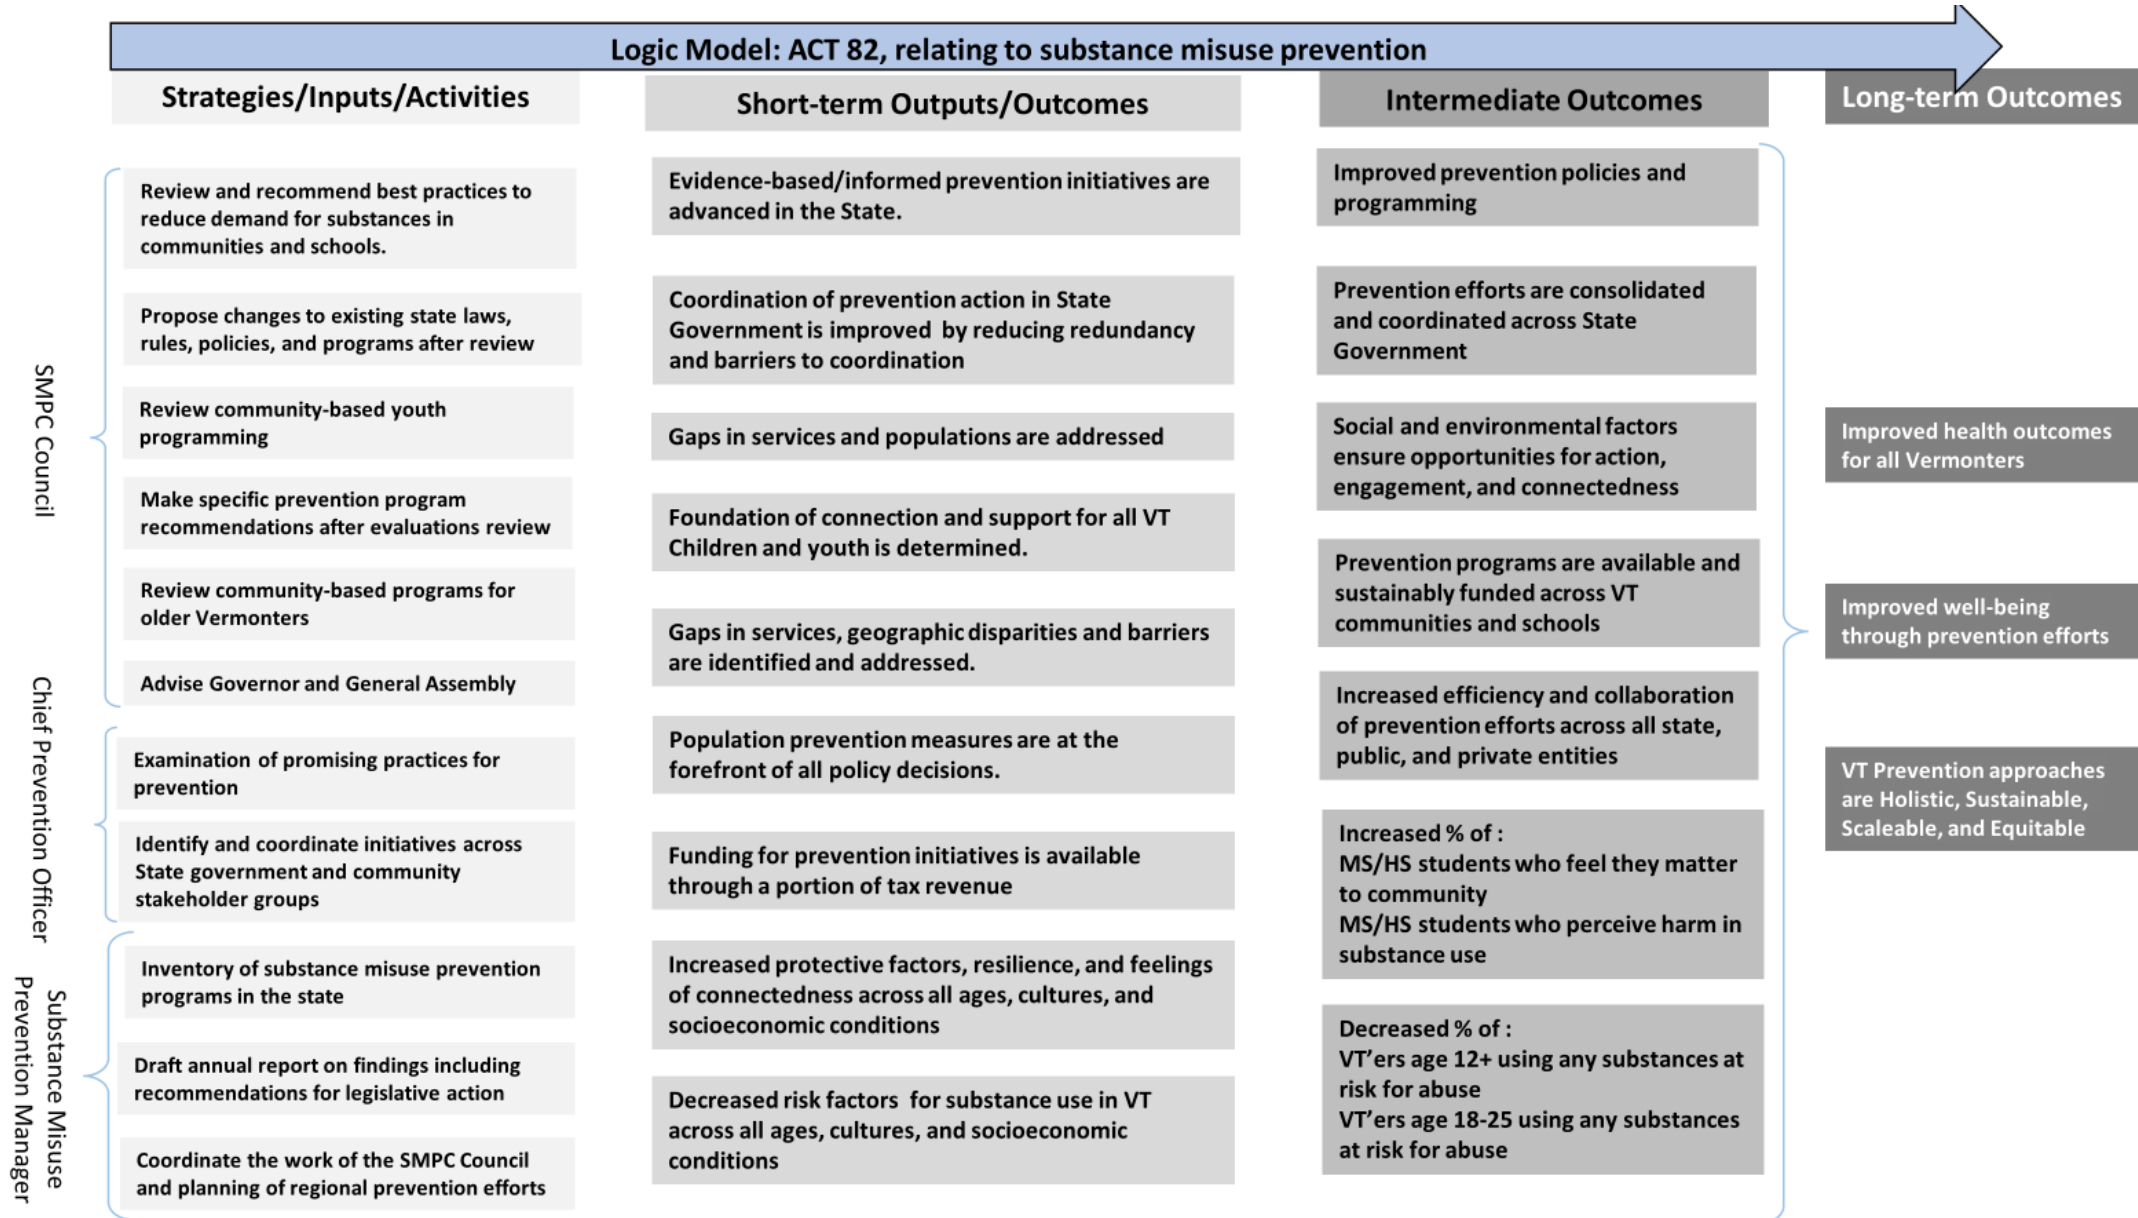 Logic Model: ACT 82, relating to substance misuse prevention
Strategies/Inputs/Activities
SMPC Council
Review and recommend best practices to
reduce demand for substances in
communities and schools.
Propose changes to existing state laws,
rules, policies, and programs after review
Review community-based youth
programming
Make specific prevention program
recommendations after evaluations review
Review community-based programs for
older Vermonters
Advise Governor and General Assembly
Chief Prevention Officer
Examination of promising practices for
prevention
Identify and coordinate initiatives across
State government and community
stakeholder groups
Substance Misuse
Prevention Manager
Inventory of substance misuse prevention
programs in the state
Draft annual report on findings including
recommendations for legislative action
Coordinate the work of the SMPC Council
and planning of regional prevention efforts
Short-term Outputs/Outcomes
Evidence-based/informed prevention initiatives are
advanced in the State.
Coordination of prevention action in State
Government is improved by reducing redundancy
and barriers to coordination
Gaps in services and populations are addressed
Foundation of connection and support for all VT
Children and youth is determined.
Gaps in services, geographic disparities and barriers
are identified and addressed.
Population prevention measures are at the
forefront of all policy decisions.
Funding for prevention initiatives is available
through a portion of tax revenue
Increased protective factors, resilience, and feelings
of connectedness across all ages, cultures, and
socioeconomic conditions
Decreased risk factors for substance use in VT
across all ages, cultures, and socioeconomic
conditions
Intermediate Outcomes
Improved prevention policies and
programming
Prevention efforts are consolidated
and coordinated across State
Government
Social and environmental factors
ensure opportunities for action,
engagement, and connectedness
Prevention programs are available and
sustainably funded across VT
communities and schools
Increased efficiency and collaboration
of prevention efforts across all state,
public, and private entities
Increased % of :
MS/HS students who feel they matter
to community
MS/HS students who perceive harm in
substance use
Decreased % of :
VT’ers age 12+ using any substances at
risk for abuse
VT’ers age 18-25 using any substances
at risk for abuse
Long-term Outcomes
Improved health outcomes
for all Vermonters
Improved well-being
through prevention efforts
VT Prevention approaches
are Holistic, Sustainable,
Scaleable, and Equitable